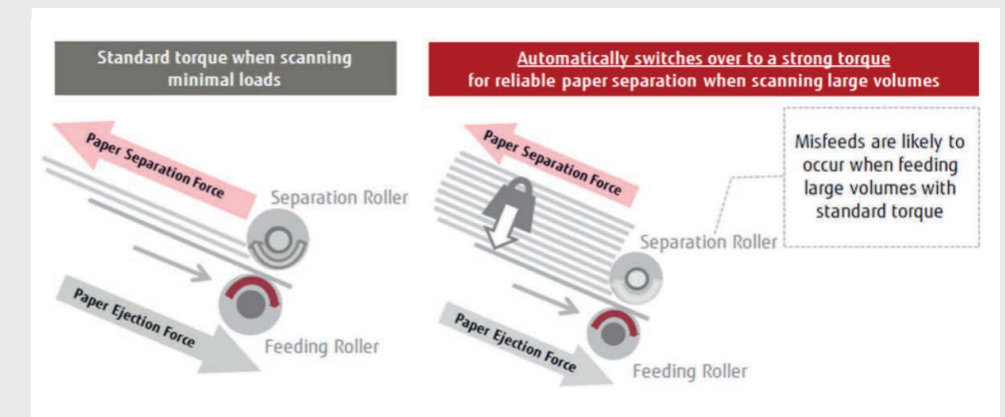 Standard torque when scanning
minimal loads
Paper Separation Force
Separation Roller
Paper Ejection Force
Feeding Roller
Automatically switches over to a strong torque
for reliable paper separation when scanning large volumes
Paper Separation Force
Misfeeds are likely to
occur when feeding
large volumes with
standard torque
Separation Roller
Paper Ejection Force
Feeding Roller